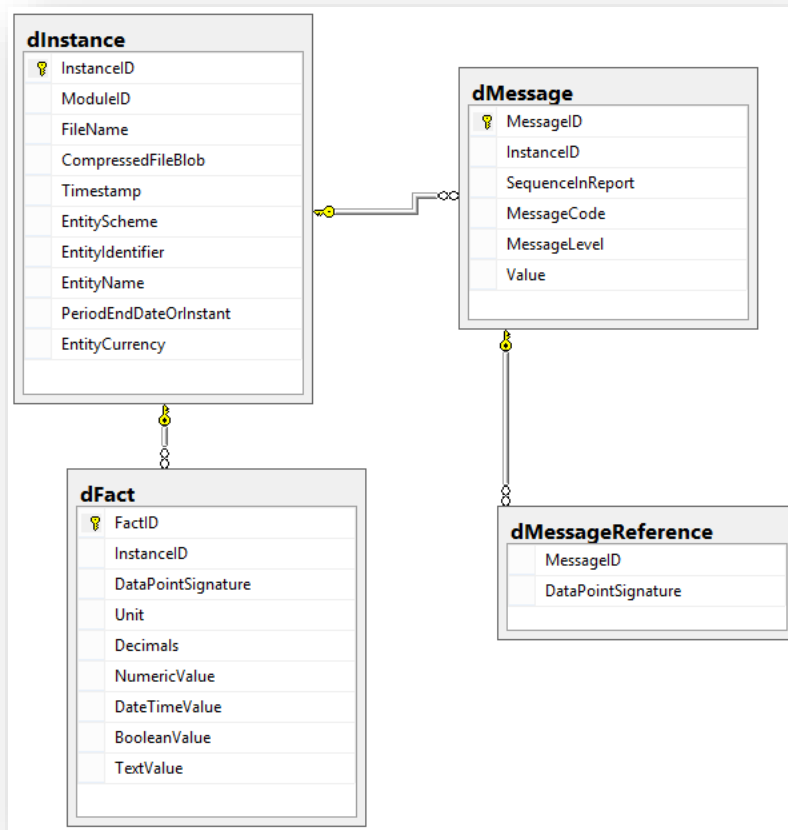 dInstance
InstanceID
ModuleID
FileName
CompressedFileBlob
Timestamp
EntityScheme
EntityIdentifier
EntityName
PeriodEndDateOrInstant
EntityCurrency
dMessage
MessageID
InstanceID
SequenceInReport
MessageCode
MessageLevel
Value
dFact
FactID
InstanceID
DataPointSignature
Unit
Decimals
NumericValue
DateTimeValue
BooleanValue
TextValue
dMessageReference
MessageID
DataPointSignature